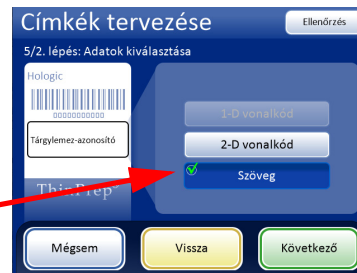 Címkék tervezése
Ellenőrzés
5/2. lépés: Adatok kiválasztása
Hologic
00000000000
Tárgylemez-azonosító
ThinPrep®
1-D vonalkód
2-D vonalkód
Szöveg
Mégsem
Vissza
Következő